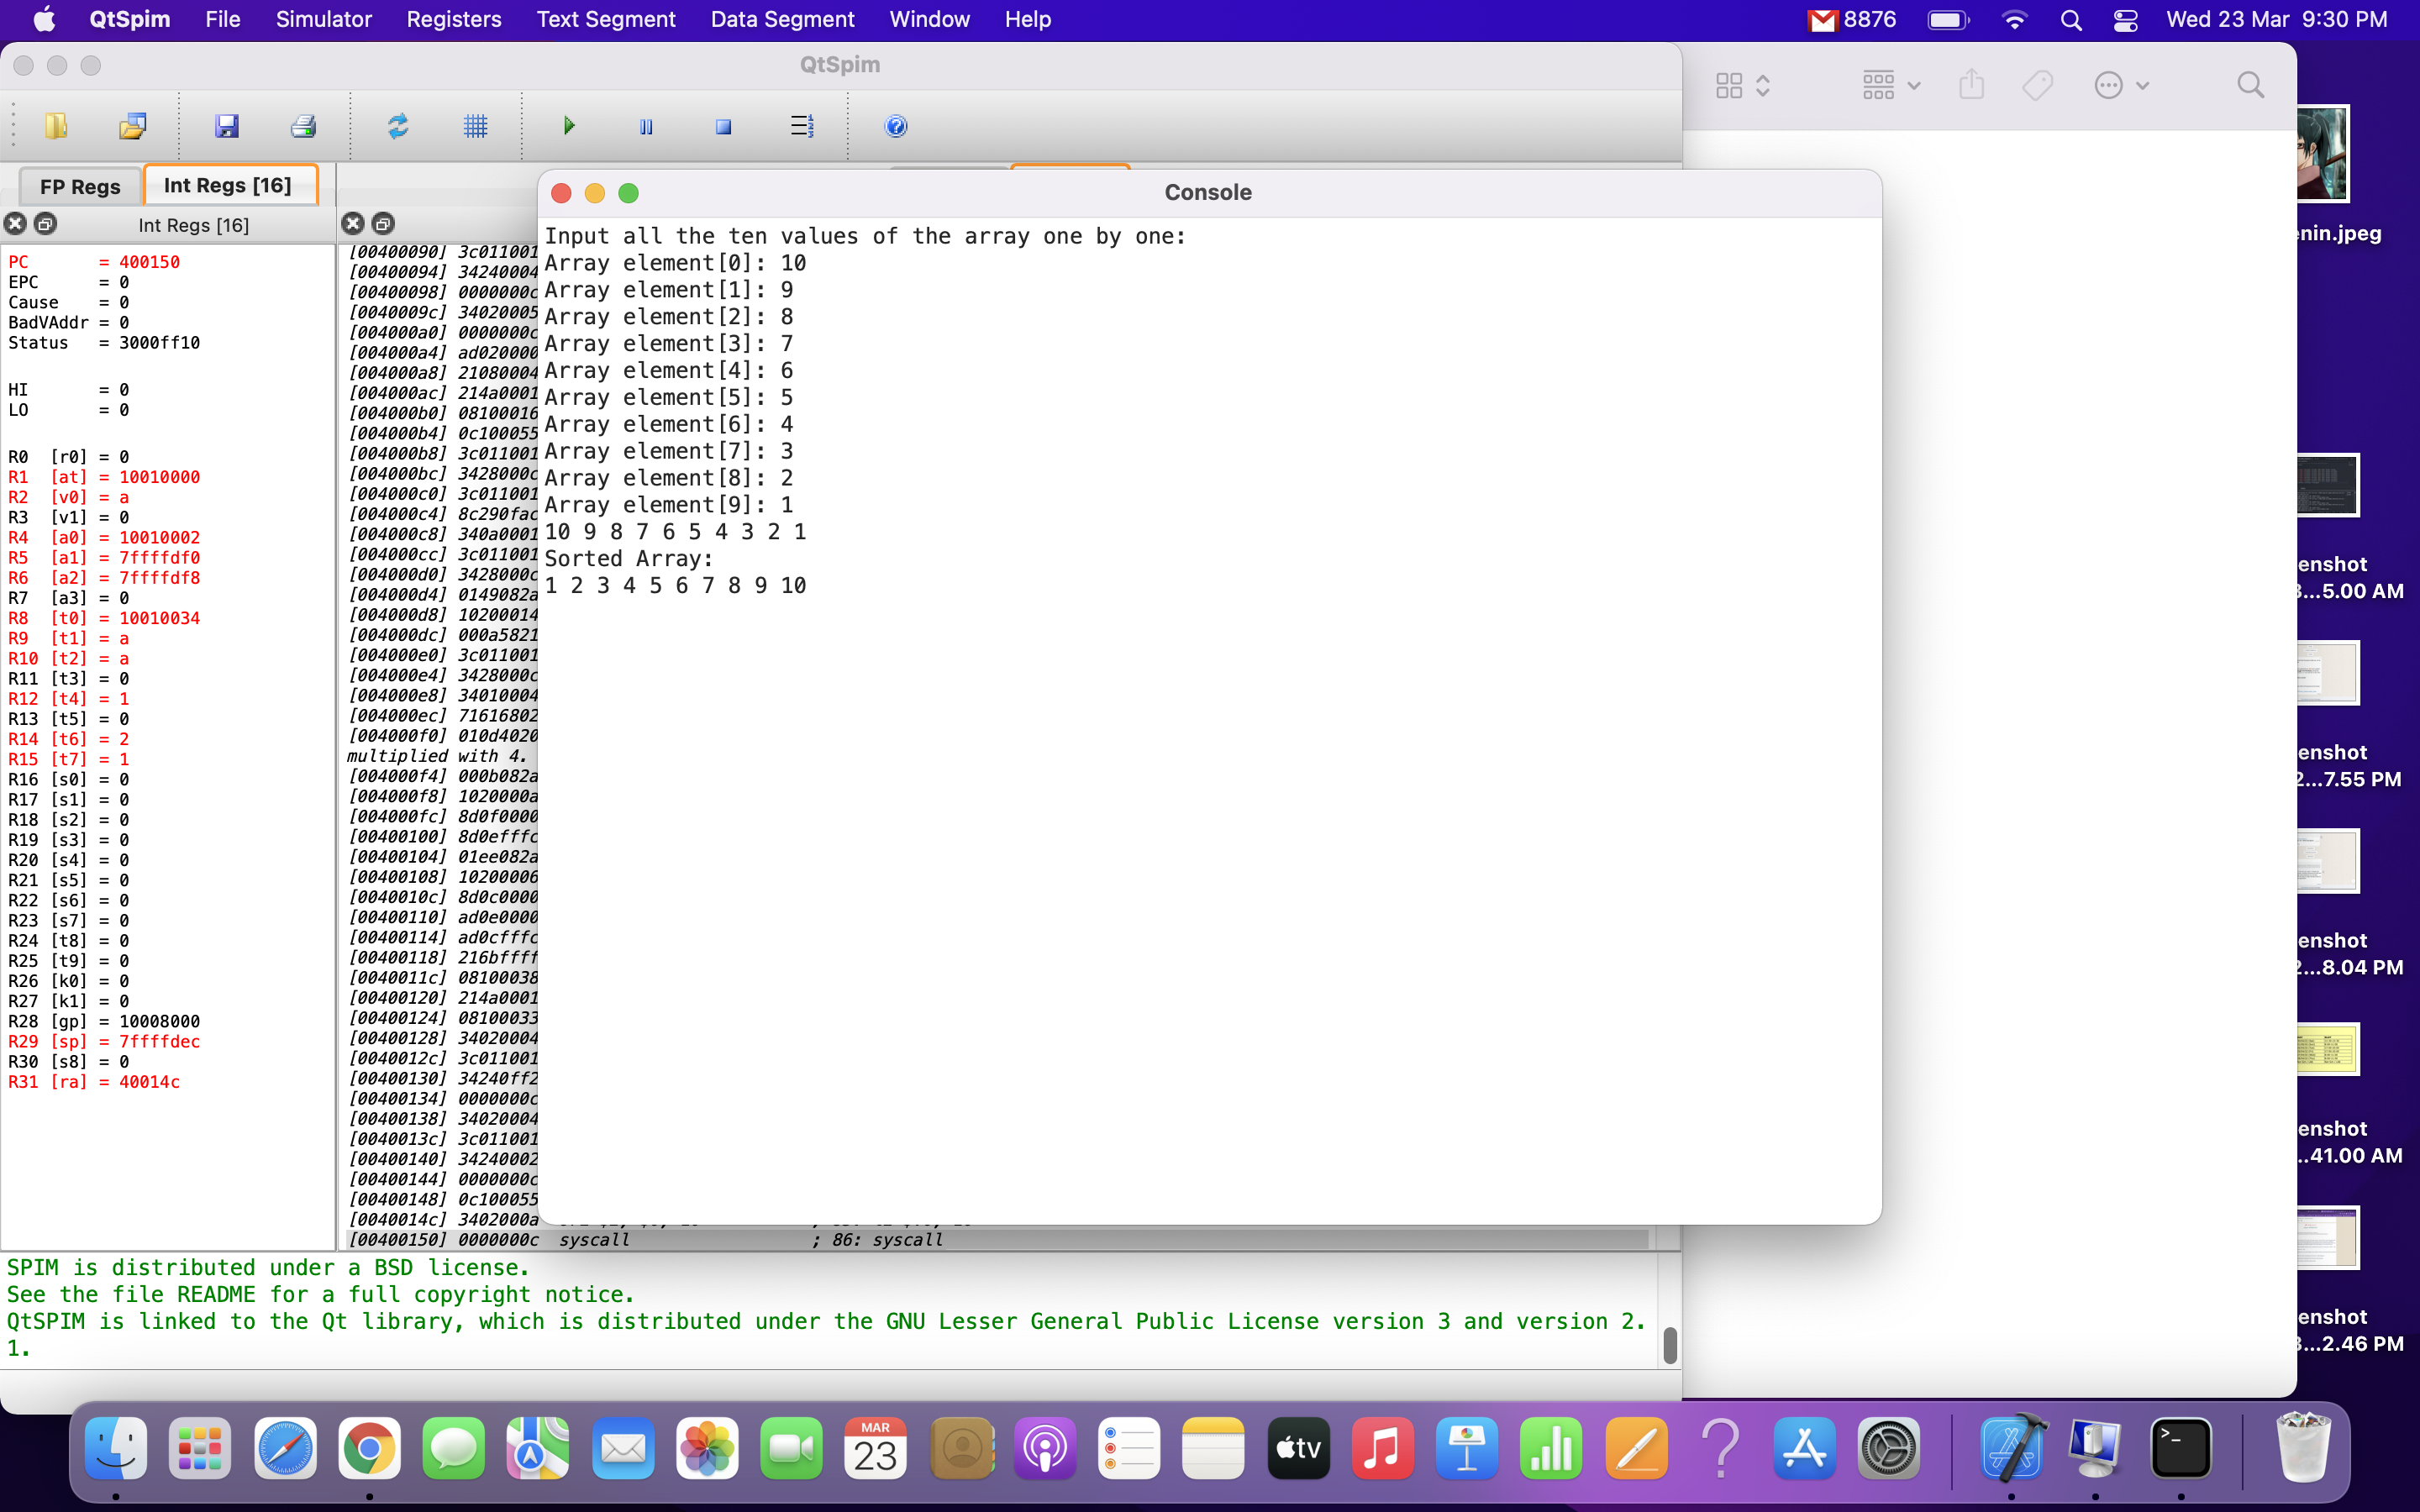 QtSpim File Simulator Registers Text Segment Data Segment Window Help 8876 Wed 23 Mar 9:30 PM
QtSpim
FP Regs Int Regs [16]
Int Regs [16]
PC = 400150
EPC = 0
Cause = 0
BadVAddr = 0
Status = 3000ff10
HI = 0
LO = 0
R0 [r0] = 0
R1 [at] = 10010000
R2 [v0] = a
R3 [v1] = 0
R4 [a0] = 10010002
R5 [a1] = 7ffffdf0
R6 [a2] = 7ffffdf8
R7 [a3] = 0
R8 [t0] = 10010034
R9 [t1] = a
R10 [t2] = a
R11 [t3] = 0
R12 [t4] = 1
R13 [t5] = 0
R14 [t6] = 2
R15 [t7] = 1
R16 [s0] = 0
R17 [s1] = 0
R18 [s2] = 0
R19 [s3] = 0
R20 [s4] = 0
R21 [s5] = 0
R22 [s6] = 0
R23 [s7] = 0
R24 [t8] = 0
R25 [t9] = 0
R26 [k0] = 0
R27 [k1] = 0
R28 [gp] = 10008000
R29 [sp] = 7ffffdec
R30 [s8] = 0
R31 [ra] = 40014c
[00400090] 3c011001
[00400094] 34240004
[00400098] 0000000c
[0040009c] 34020005
[004000a0] 0000000c
[004000a4] ad020000
[004000a8] 21080004
[004000ac] 214a0001
[004000b0] 08100016
[004000b4] 0c100055
[004000b8] 3c011001
[004000bc] 3428000c
[004000c0] 3c011001
[004000c4] 8c290fac
[004000c8] 340a0001
[004000cc] 3c011001
[004000d0] 3428000c
[004000d4] 0149082a
[004000d8] 10200014
[004000dc] 000a5821
[004000e0] 3c011001
[004000e4] 3428000c
[004000e8] 34010004
[004000ec] 71616802
[004000f0] 010d4020
multiplied with 4.
[004000f4] 000b082a
[004000f8] 1020000a
[004000fc] 8d0f0000
[00400100] 8d0efffc
[00400104] 01ee082a
[00400108] 10200006
[0040010c] 8d0c0000
[00400110] ad0e0000
[00400114] ad0cfffc
[00400118] 216bffff
[0040011c] 08100038
[00400120] 214a0001
[00400124] 08100033
[00400128] 34020004
[0040012c] 3c011001
[00400130] 34240ff2
[00400134] 0000000c
[00400138] 34020004
[0040013c] 3c011001
[00400140] 34240002
[00400144] 0000000c
[00400148] 0c100055
[0040014c] 3402000a
[00400150] 0000000c syscall ; 86: syscall
Console
Input all the ten values of the array one by one:
Array element[0]: 10
Array element[1]: 9
Array element[2]: 8
Array element[3]: 7
Array element[4]: 6
Array element[5]: 5
Array element[6]: 4
Array element[7]: 3
Array element[8]: 2
Array element[9]: 1
10 9 8 7 6 5 4 3 2 1
Sorted Array:
1 2 3 4 5 6 7 8 9 10
SPIM is distributed under a BSD license.
See the file README for a full copyright notice.
QtSPIM is linked to the Qt library, which is distributed under the GNU Lesser General Public License version 3 and version 2.
1.
nin.jpeg
enshot
3...5.00 AM
enshot
2...7.55 PM
enshot
2...8.04 PM
enshot
..41.00 AM
enshot
3...2.46 PM
MAR
23
tv